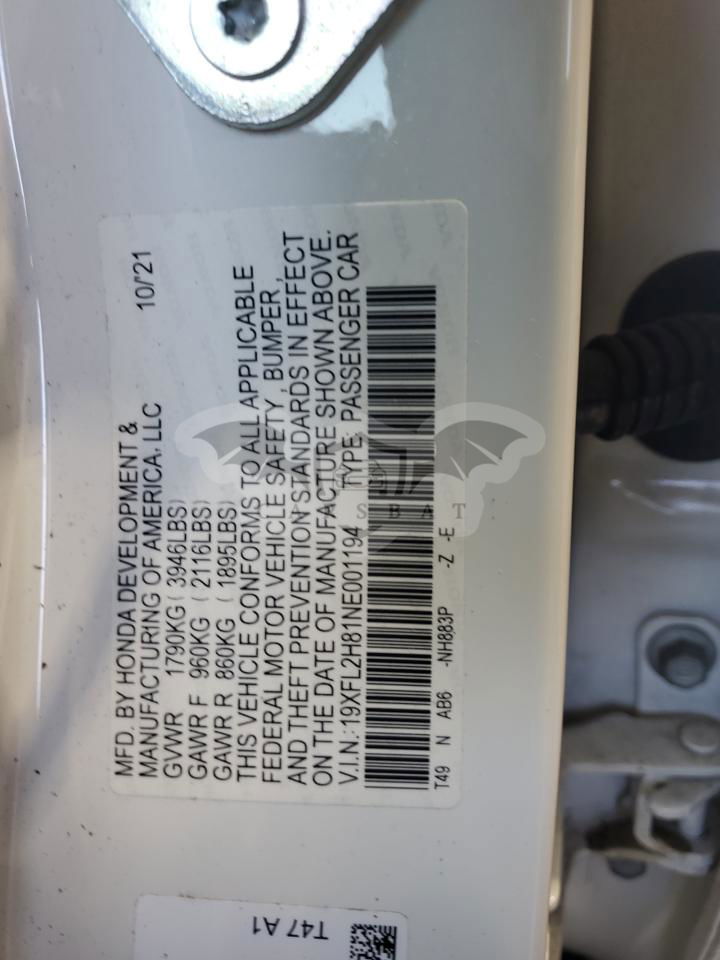 MFD. BY HONDA DEVELOPMENT &
MANUFACTURING OF AMERICA, LLC 10/'21
GVWR 1790KG ( 3946LBS)
GAWR F 960KG ( 2116LBS)
GAWR R 860KG ( 1895LBS)
THIS VEHICLE CONFORMS TO ALL APPLICABLE
FEDERAL MOTOR VEHICLE SAFETY , BUMPER ,
AND THEFT PREVENTION STANDARDS IN EFFECT
ON THE DATE OF MANUFACTURE SHOWN ABOVE.
V.I.N.:19XFL2H81NE001194 TYPE: PASSENGER CAR
T49 N AB6 -NH883P -Z -E
T47 A1